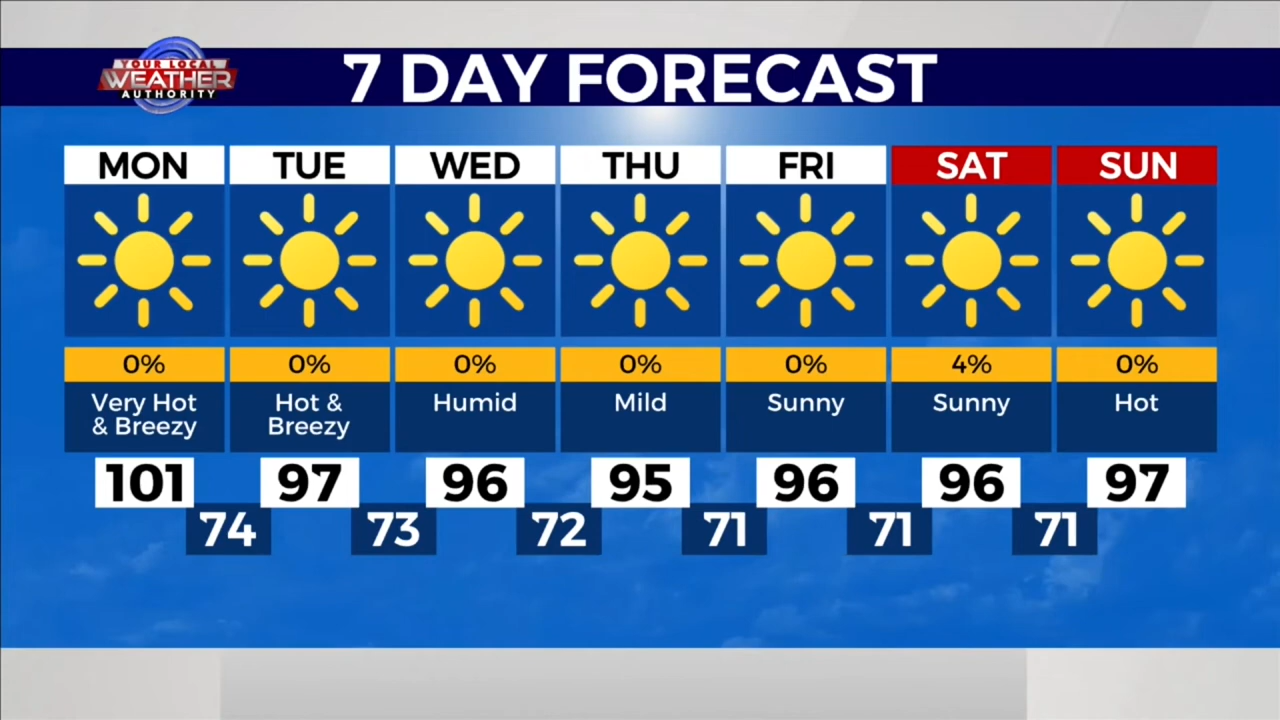 YOUR LOCAL
WEATHER
AUTHORITY
7 DAY FORECAST
MON TUE WED THU FRI SAT SUN
0% 0% 0% 0% 0% 4% 0%
Very Hot Hot & Humid Mild Sunny Sunny Hot
& Breezy Breezy
101 97 96 95 96 96 97
74 73 72 71 71 71